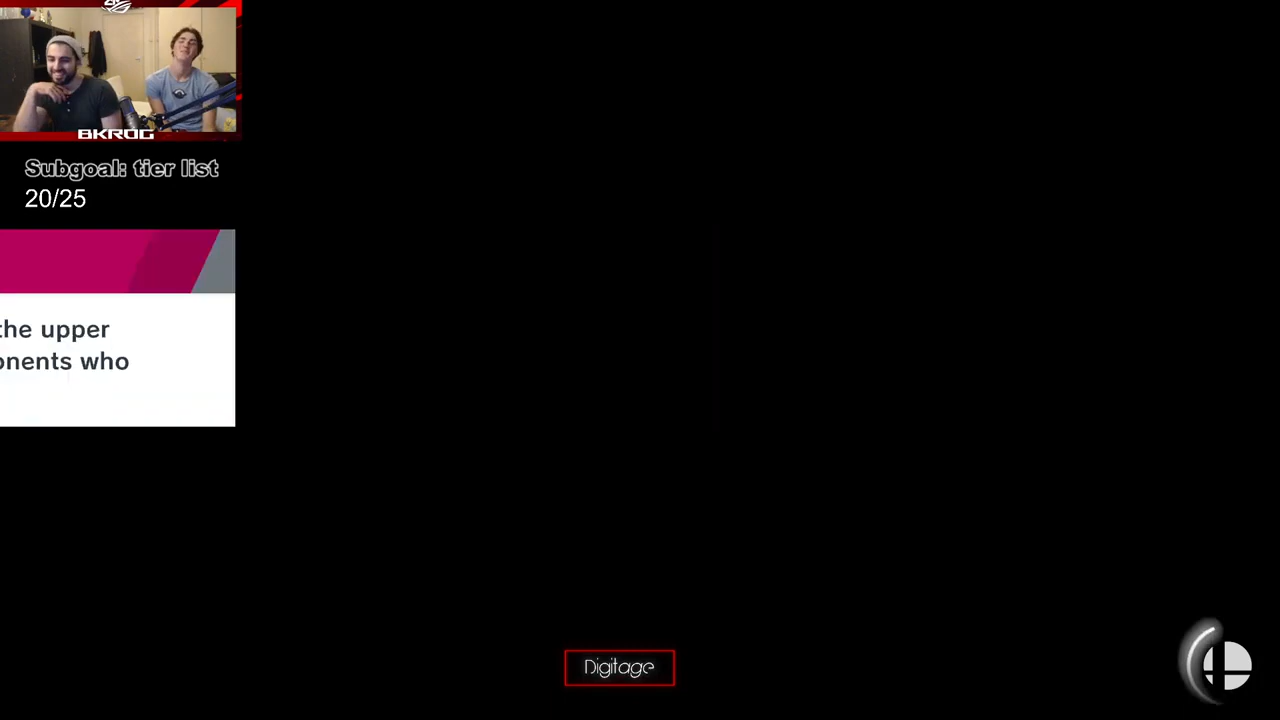 BKROG
Subgoal: tier list
20/25
the upper
onents who
Digitage